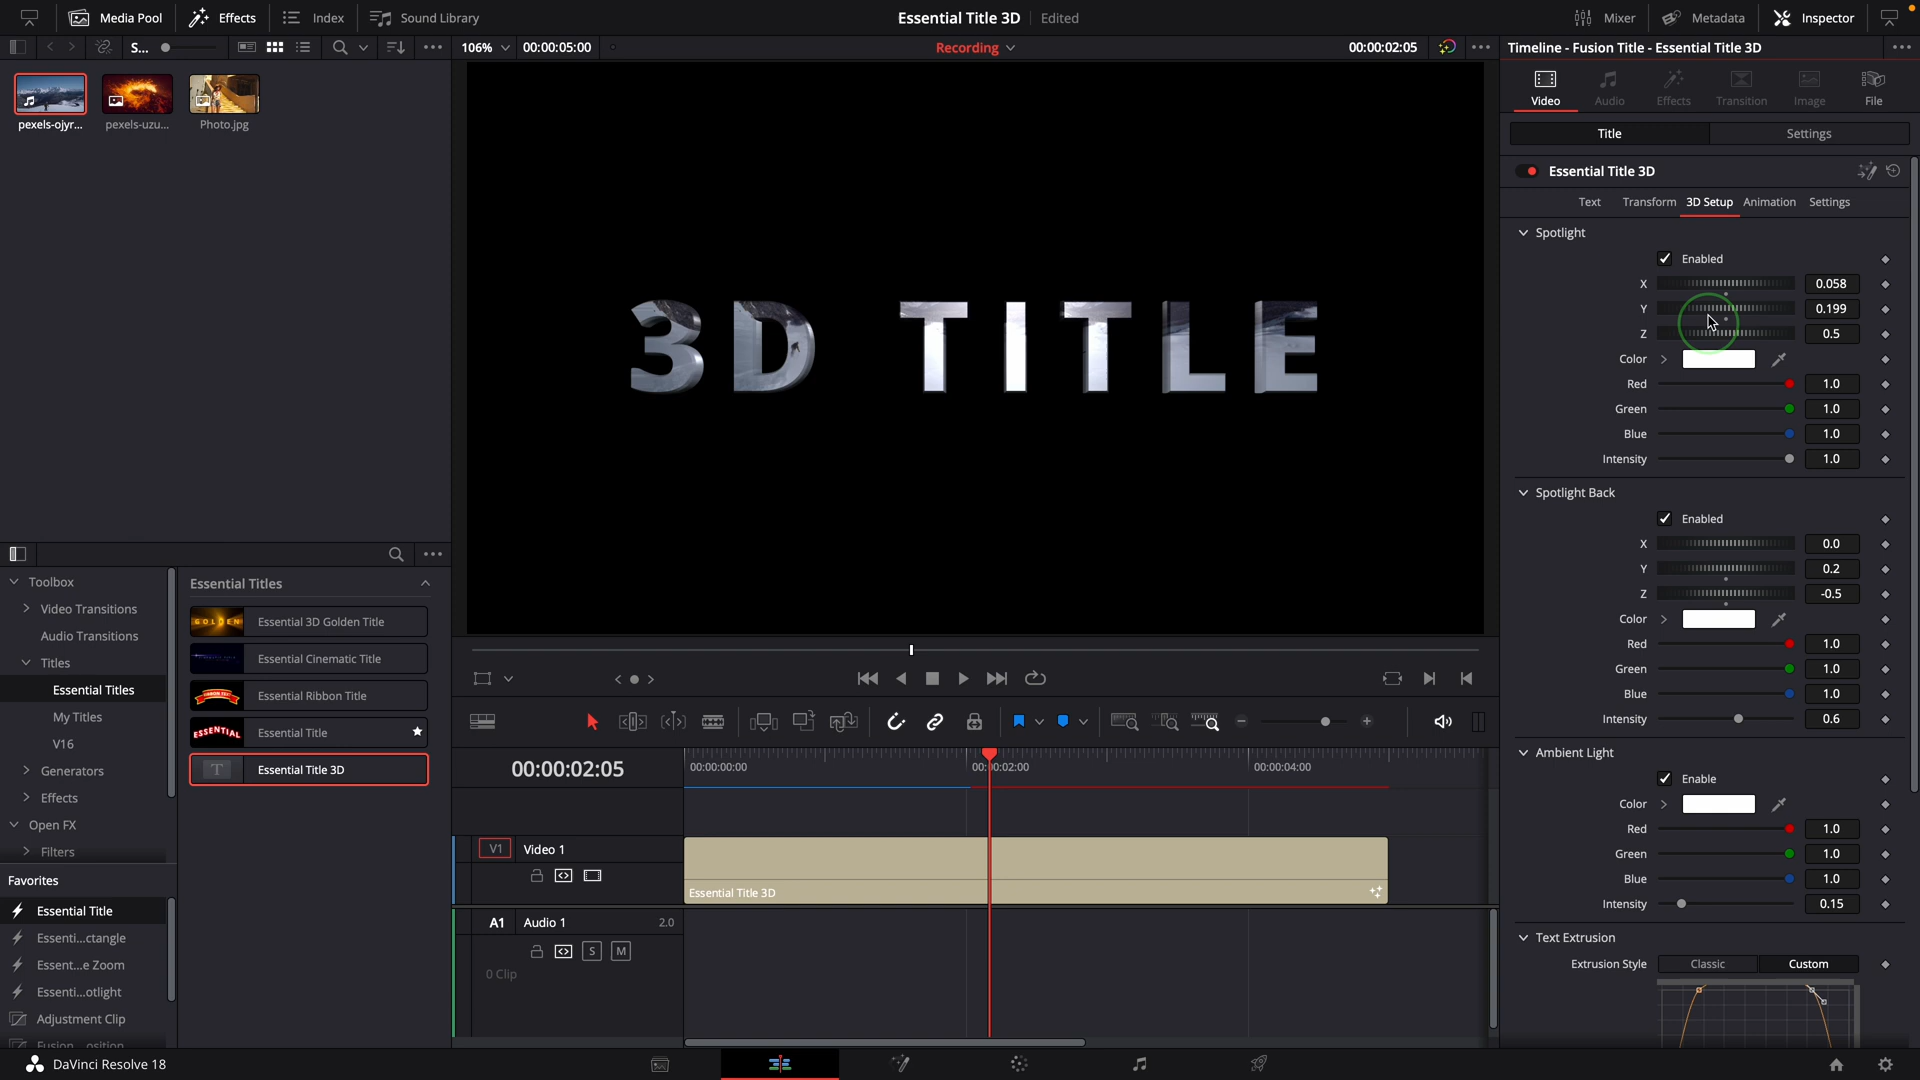 Media Pool
Effects
Index
Sound Library
Essential Title 3D
Edited
Mixer
Metadata
Inspector
S...
106%
00:00:05:00
Recording
00:00:02:05
Timeline - Fusion Title - Essential Title 3D
pexels-ojyr...
pexels-uzu...
Photo.jpg
Video
Audio
Effects
Transition
Image
File
Title
Settings
Essential Title 3D
Text
Transform
3D Setup
Animation
Settings
Spotlight
Enabled
X 0.058
Y 0.199
Z 0.5
Color
Red 1.0
Green 1.0
Blue 1.0
Intensity 1.0
Spotlight Back
Enabled
X 0.0
Y 0.2
Z -0.5
Color
Red 1.0
Green 1.0
Blue 1.0
Intensity 0.6
Ambient Light
Enable
Color
Red 1.0
Green 1.0
Blue 1.0
Intensity 0.15
Text Extrusion
Extrusion Style Classic Custom
3D TITLE
Toolbox
Video Transitions
Audio Transitions
Titles
Essential Titles
My Titles
V16
Generators
Effects
Open FX
Filters
Favorites
Essential Title
Essenti...ctangle
Essent...e Zoom
Essenti...otlight
Adjustment Clip
Essential Titles
GOLDEN
Essential 3D Golden Title
Essential Cinematic Title
Essential Ribbon Title
ESSENTIAL
Essential Title
T
Essential Title 3D
00:00:02:05
00:00:00:00
00:00:02:00
00:00:04:00
V1
Video 1
Essential Title 3D
A1
Audio 1
2.0
S
M
0 Clip
DaVinci Resolve 18